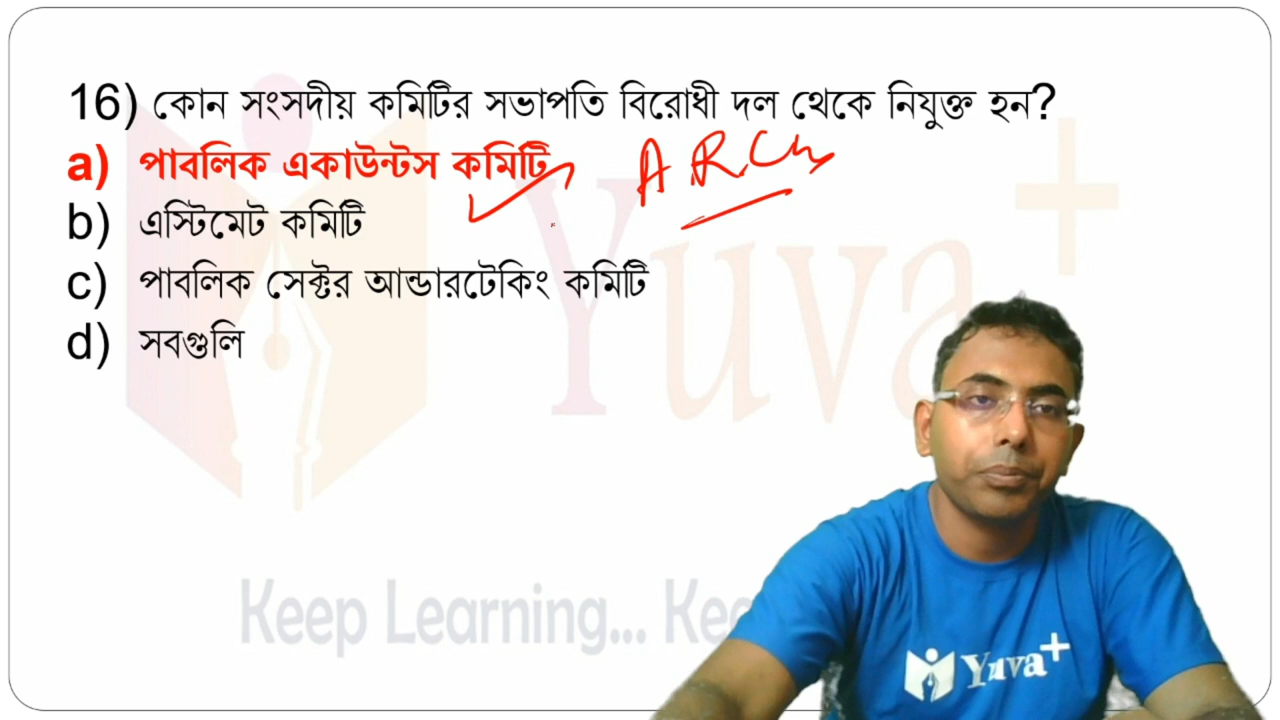 16) কোন সংসদীয় কমিটির সভাপতি বিরোধী দল থেকে নিযুক্ত হন?
a) পাবলিক একাউন্টস কমিটি
b) এস্টিমেট কমিটি
c) পাবলিক সেক্টর আন্ডারটেকিং কমিটি
d) সবগুলি
Yuva+
Keep Learning...
Yuva+